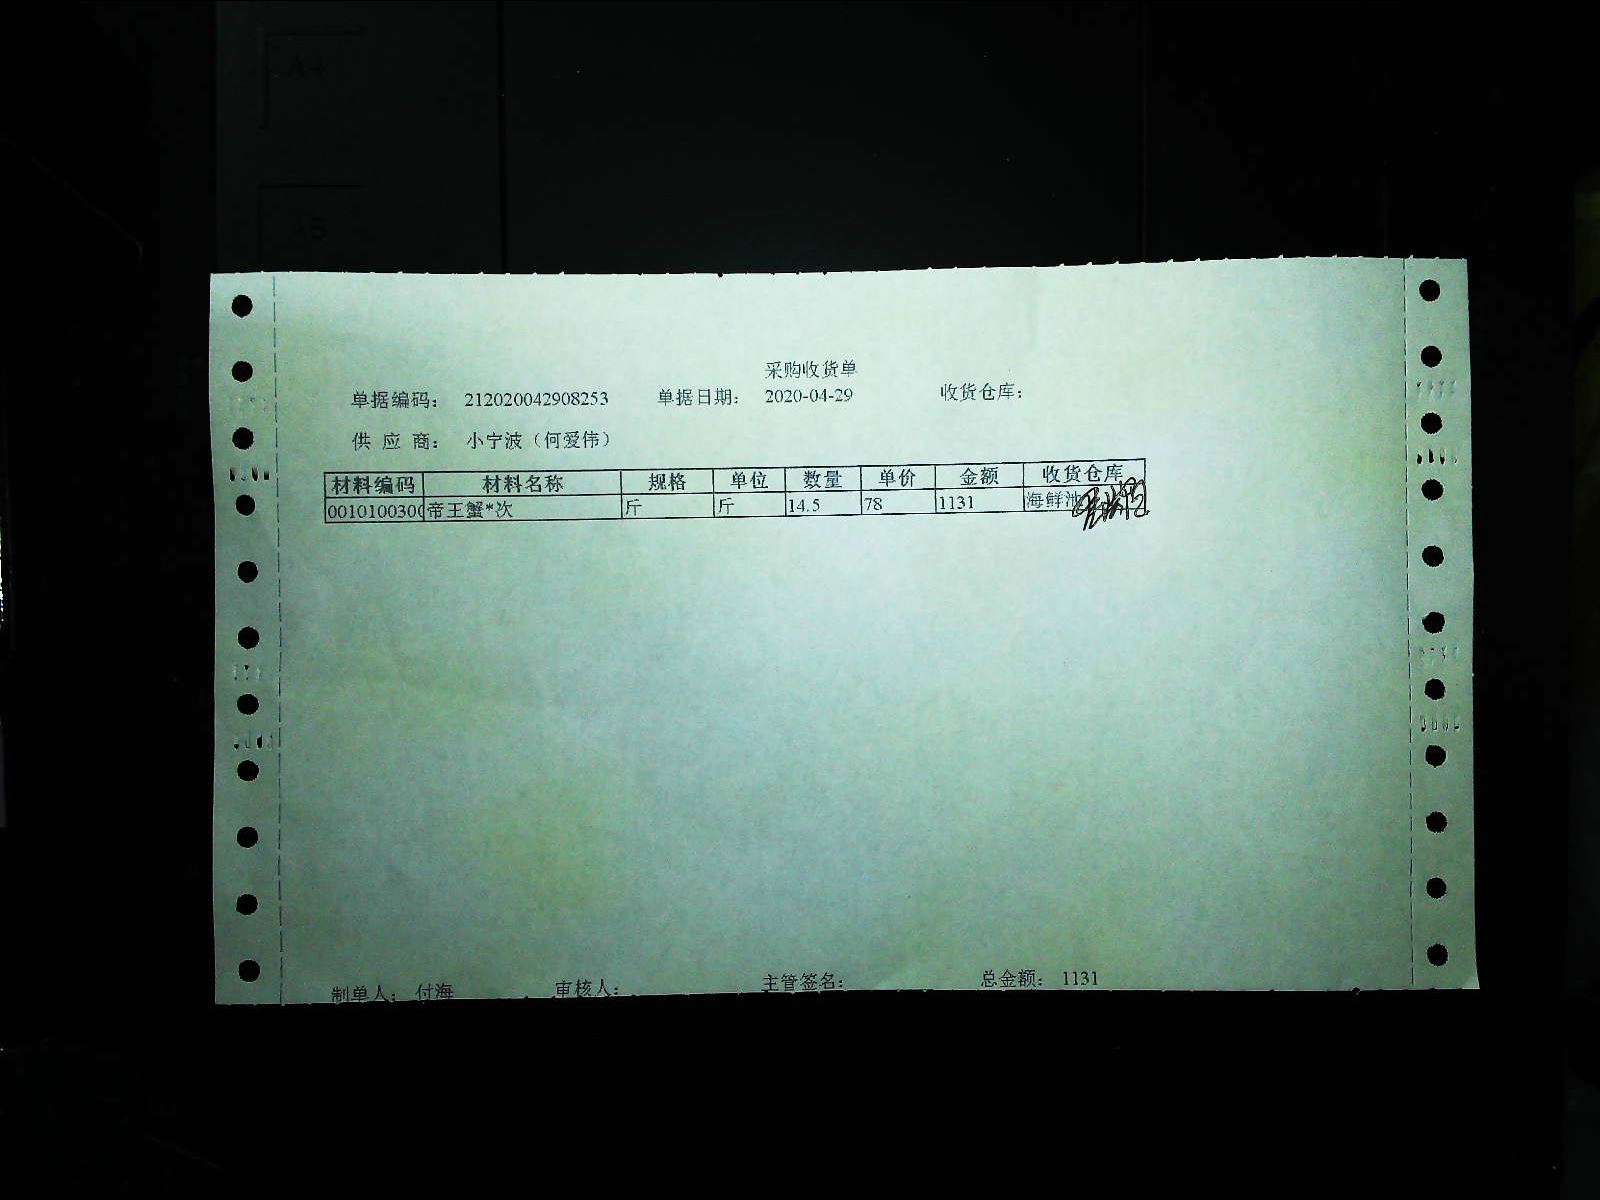 采购收货单
单据编码： 212020042908253 单据日期： 2020-04-29 收货仓库：
供 应 商： 小宁波（何爱伟）
材料编码 材料名称 规格 单位 数量 单价 金额 收货仓库
0010100300 帝王蟹*次 斤 斤 14.5 78 1131 海鲜池
制单人： 付海 审核人： 主管签名： 总金额： 1131